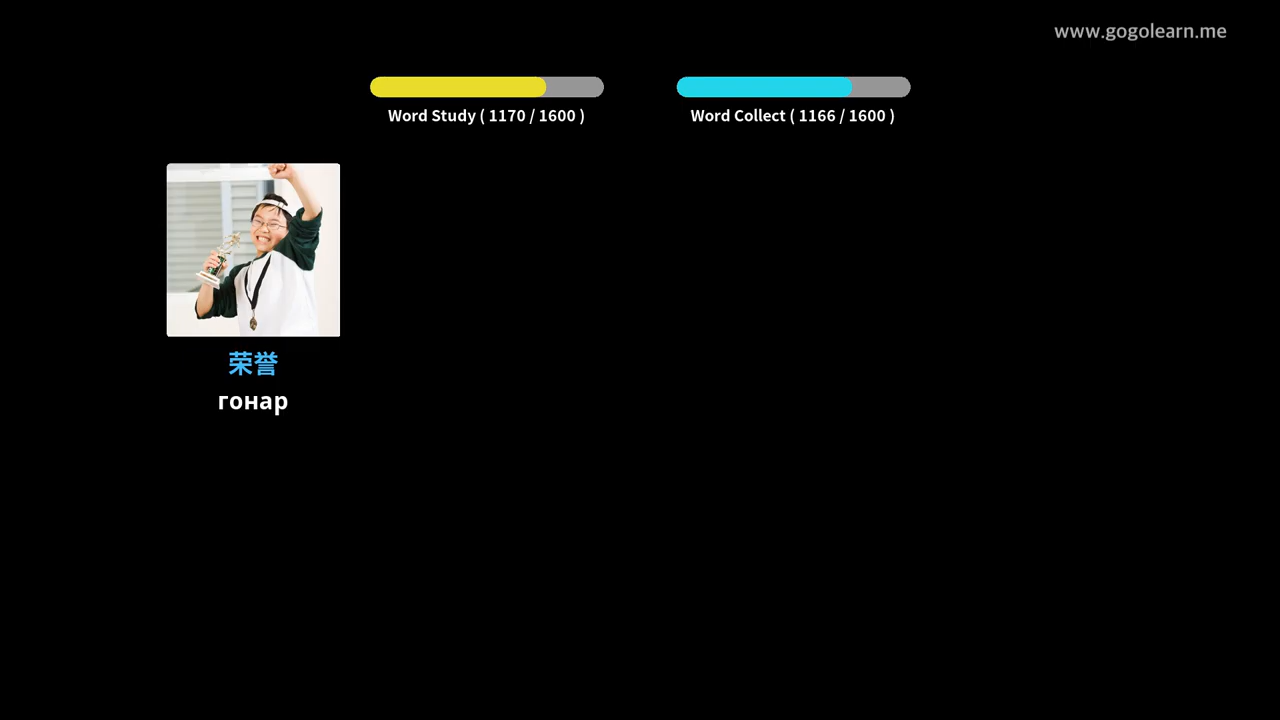 www.gogolearn.me
Word Study ( 1170 / 1600 )
Word Collect ( 1166 / 1600 )
荣誉
гонар